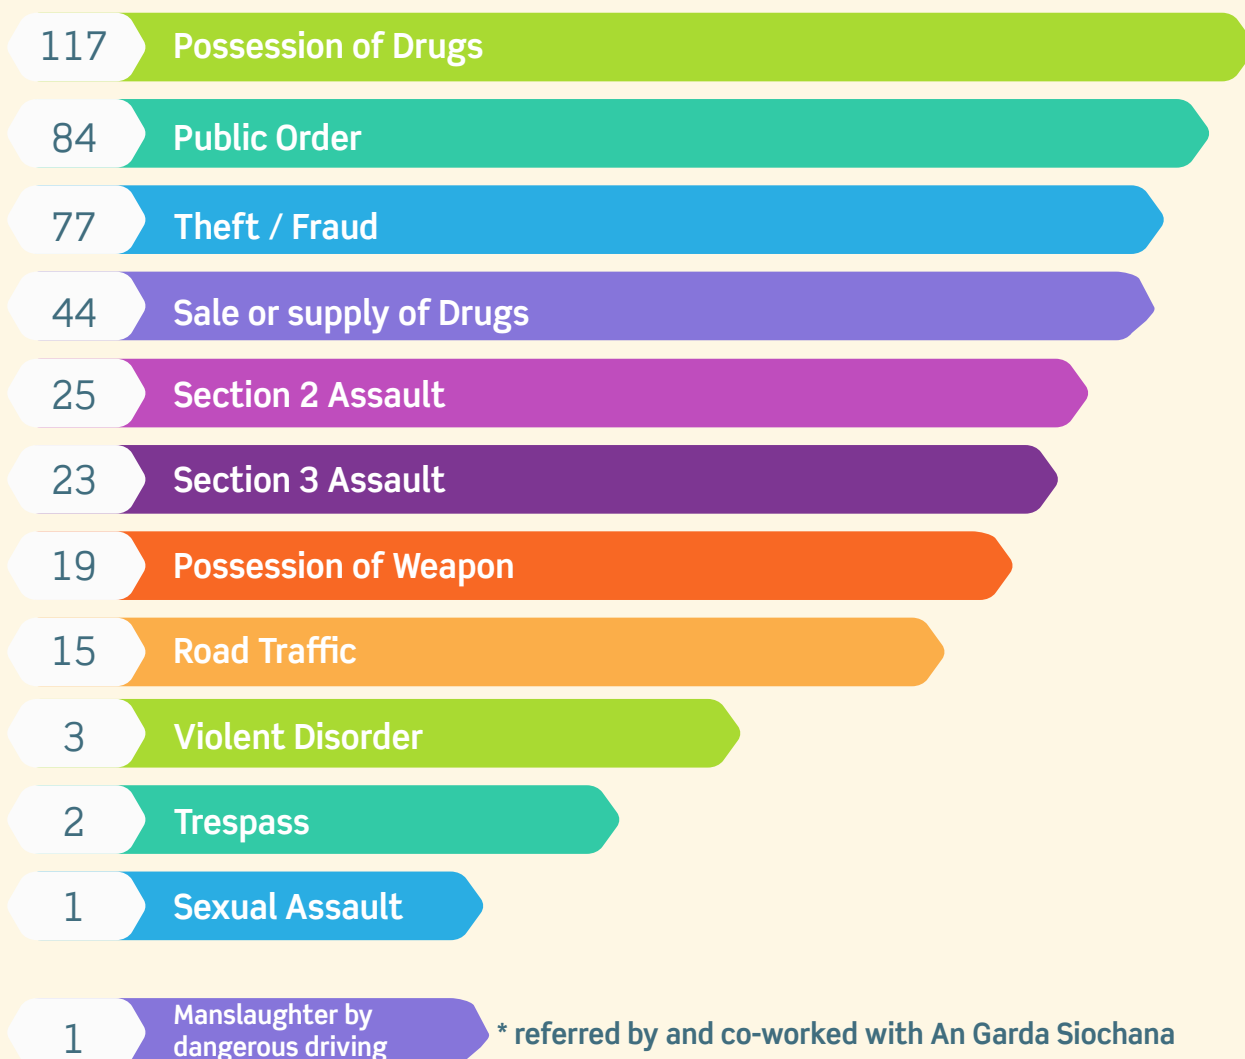 117 Possession of Drugs
84 Public Order
77 Theft / Fraud
44 Sale or supply of Drugs
25 Section 2 Assault
23 Section 3 Assault
19 Possession of Weapon
15 Road Traffic
3 Violent Disorder
2 Trespass
1 Sexual Assault
1 Manslaughter by
dangerous driving
* referred by and co-worked with An Garda Siochana